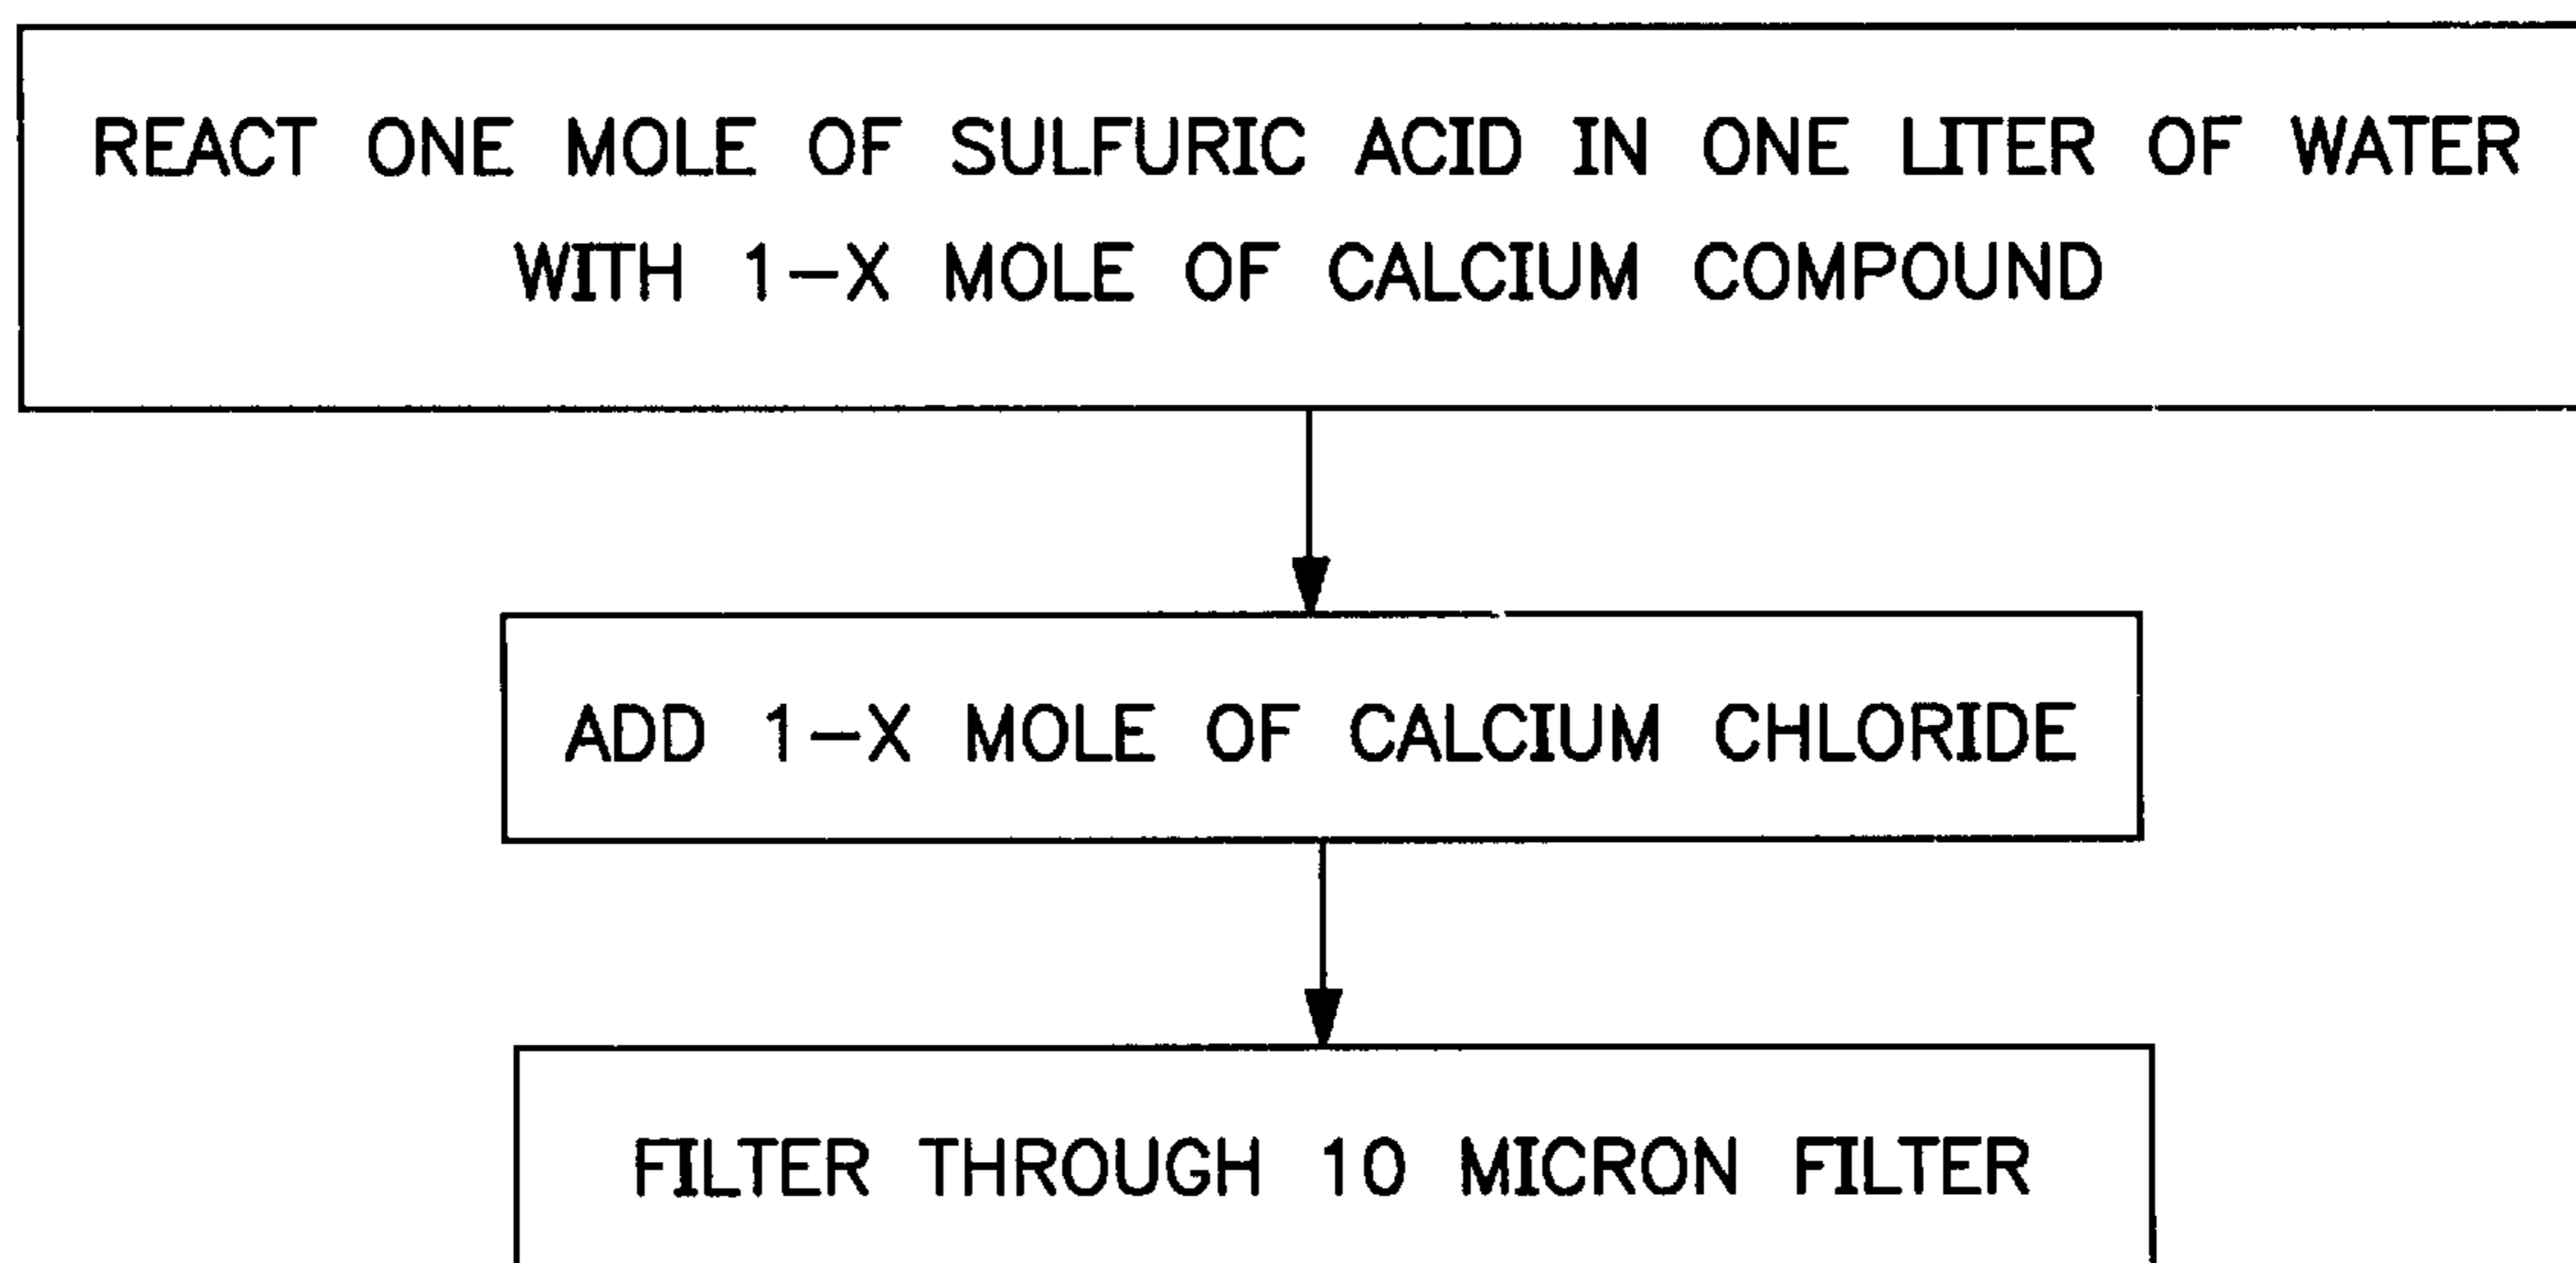 REACT ONE MOLE OF SULFURIC ACID IN ONE LITER OF WATER
WITH 1-X MOLE OF CALCIUM COMPOUND
ADD 1-X MOLE OF CALCIUM CHLORIDE
FILTER THROUGH 10 MICRON FILTER